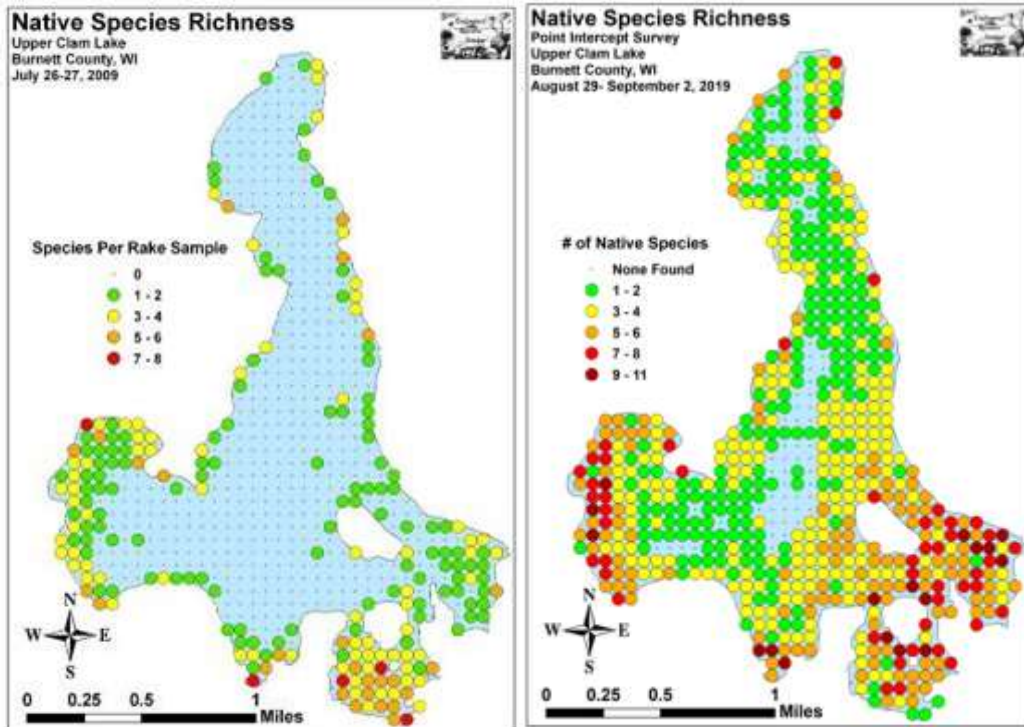 Native Species Richness
Upper Clam Lake
Burnett County, WI
July 26-27, 2009
Species Per Rake Sample
0
1 - 2
3 - 4
5 - 6
7 - 8
N
W E
S
0 0.25 0.5 1
Miles
Native Species Richness
Point Intercept Survey
Upper Clam Lake
Burnett County, WI
August 29- September 2, 2019
# of Native Species
None Found
1 - 2
3 - 4
5 - 6
7 - 8
9 - 11
N
W E
S
0 0.25 0.5 1
Miles